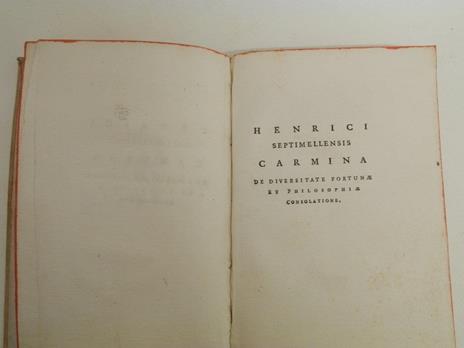 HENRICI
SEPTIMELLENSIS
CARMINA
DE DIVERSITATE FORTUNÆ
ET PHILOSOPHIÆ
CONSOLATIONE.